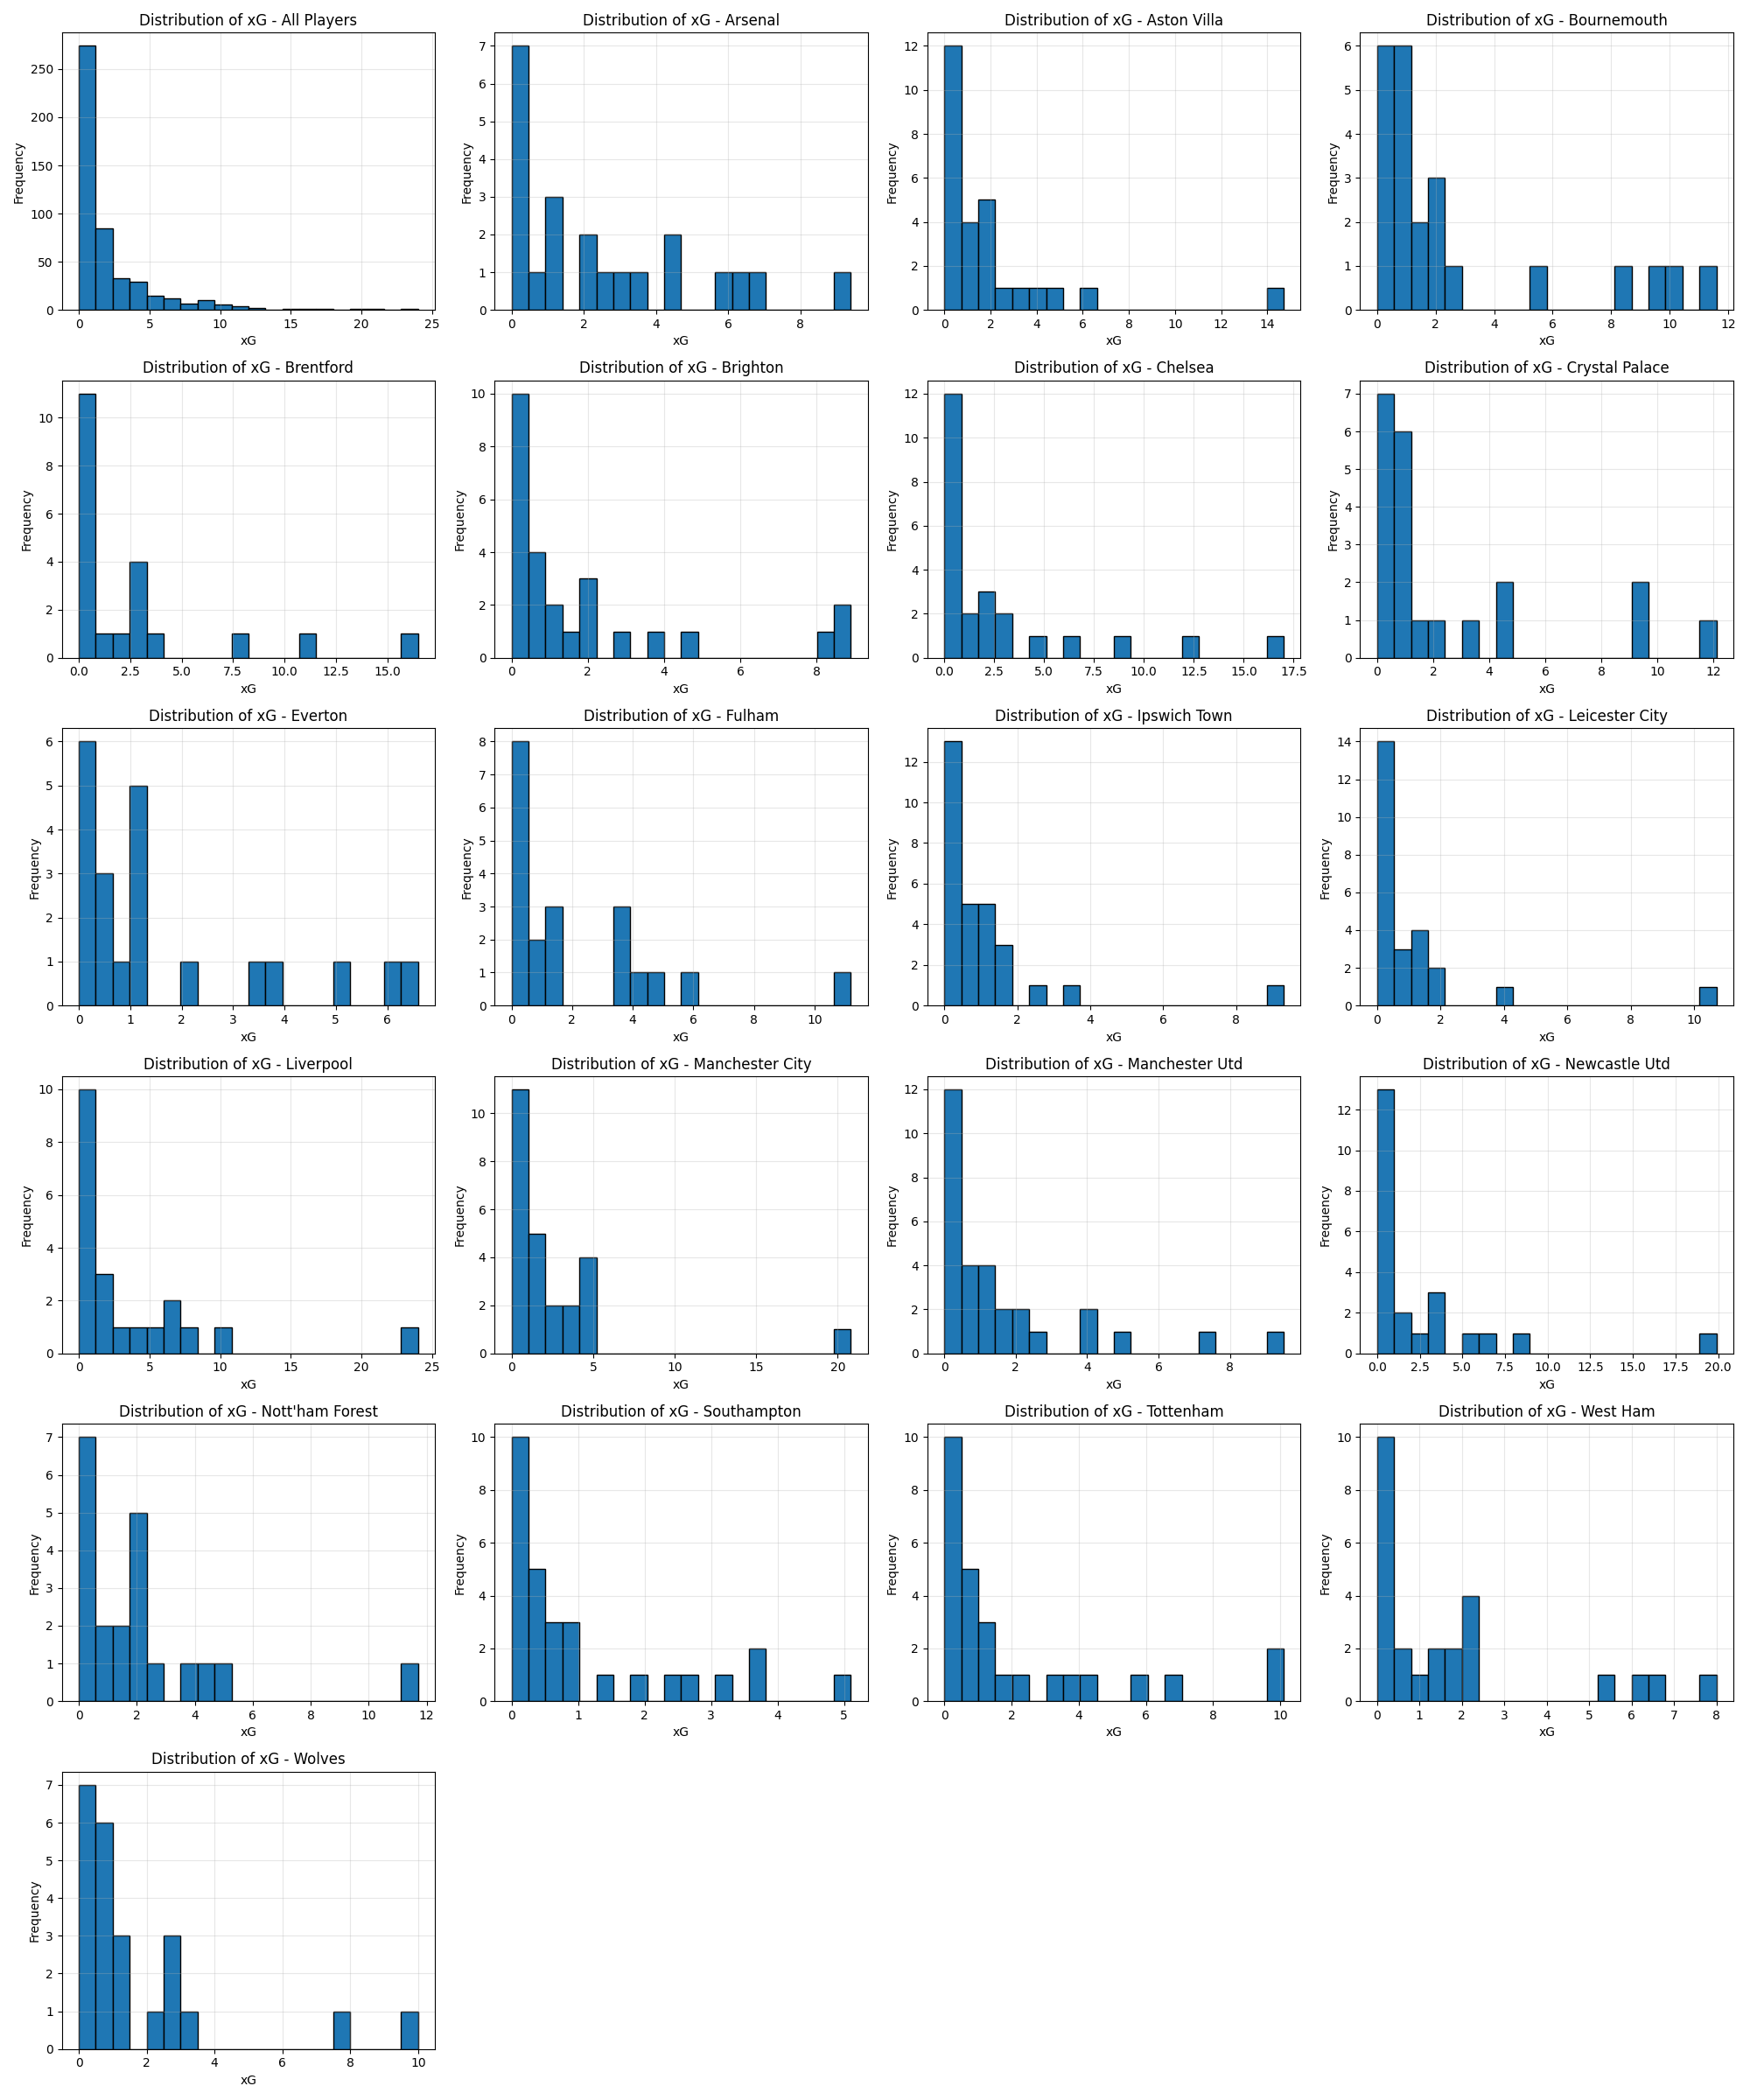 Distribution of xG - All Players
Frequency
250
200
150
100
50
0
0 5 10 15 20 25
xG
Distribution of xG - Arsenal
Frequency
7
6
5
4
3
2
1
0
0 2 4 6 8
xG
Distribution of xG - Aston Villa
Frequency
12
10
8
6
4
2
0
0 2 4 6 8 10 12 14
xG
Distribution of xG - Bournemouth
Frequency
6
5
4
3
2
1
0
0 2 4 6 8 10 12
xG
Distribution of xG - Brentford
Frequency
10
8
6
4
2
0
0.0 2.5 5.0 7.5 10.0 12.5 15.0
xG
Distribution of xG - Brighton
Frequency
10
8
6
4
2
0
0 2 4 6 8
xG
Distribution of xG - Chelsea
Frequency
12
10
8
6
4
2
0
0.0 2.5 5.0 7.5 10.0 12.5 15.0 17.5
xG
Distribution of xG - Crystal Palace
Frequency
7
6
5
4
3
2
1
0
0 2 4 6 8 10 12
xG
Distribution of xG - Everton
Frequency
6
5
4
3
2
1
0
0 1 2 3 4 5 6
xG
Distribution of xG - Fulham
Frequency
8
7
6
5
4
3
2
1
0
0 2 4 6 8 10
xG
Distribution of xG - Ipswich Town
Frequency
12
10
8
6
4
2
0
0 2 4 6 8
xG
Distribution of xG - Leicester City
Frequency
14
12
10
8
6
4
2
0
0 2 4 6 8 10
xG
Distribution of xG - Liverpool
Frequency
10
8
6
4
2
0
0 5 10 15 20 25
xG
Distribution of xG - Manchester City
Frequency
10
8
6
4
2
0
0 5 10 15 20
xG
Distribution of xG - Manchester Utd
Frequency
12
10
8
6
4
2
0
0 2 4 6 8
xG
Distribution of xG - Newcastle Utd
Frequency
12
10
8
6
4
2
0
0.0 2.5 5.0 7.5 10.0 12.5 15.0 17.5 20.0
xG
Distribution of xG - Nott'ham Forest
Frequency
7
6
5
4
3
2
1
0
0 2 4 6 8 10 12
xG
Distribution of xG - Southampton
Frequency
10
8
6
4
2
0
0 1 2 3 4 5
xG
Distribution of xG - Tottenham
Frequency
10
8
6
4
2
0
0 2 4 6 8 10
xG
Distribution of xG - West Ham
Frequency
10
8
6
4
2
0
0 1 2 3 4 5 6 7 8
xG
Distribution of xG - Wolves
Frequency
7
6
5
4
3
2
1
0
0 2 4 6 8 10
xG